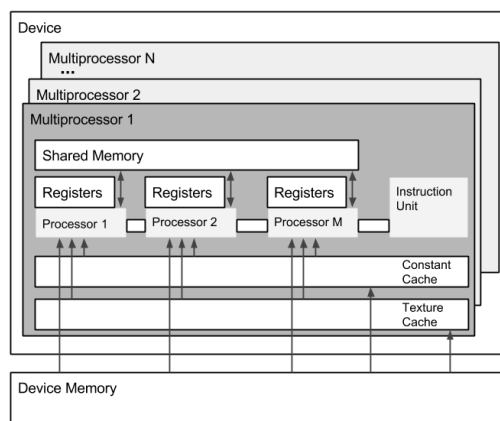 Device
Multiprocessor N
...
Multiprocessor 2
Multiprocessor 1
Shared Memory
Registers Registers Registers Instruction
Unit
Processor 1 Processor 2 Processor M
Constant
Cache
Texture
Cache
Device Memory